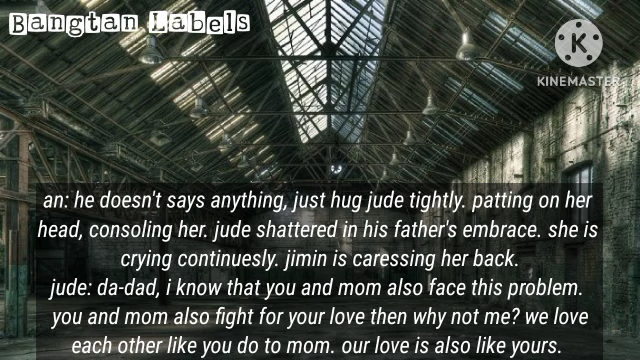 Bangtan Labels
KINEMASTER
an: he doesn't says anything, just hug jude tightly. patting on her
head, consoling her. jude shattered in his father's embrace. she is
crying continuesly. jimin is caressing her back.
jude: da-dad, i know that you and mom also face this problem.
you and mom also fight for your love then why not me? we love
each other like you do to mom. our love is also like yours.